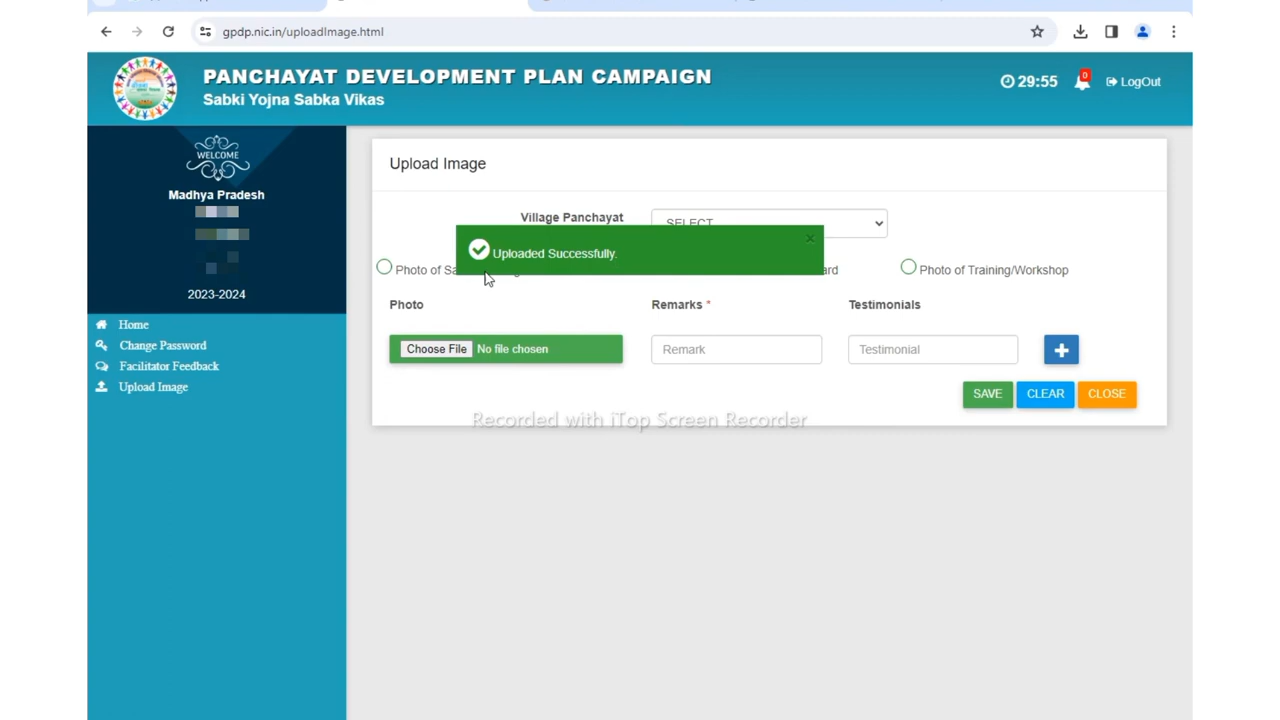 gpdp.nic.in/uploadImage.html
PANCHAYAT DEVELOPMENT PLAN CAMPAIGN
Sabki Yojna Sabka Vikas
29:55
0
LogOut
WELCOME
Madhya Pradesh
2023-2024
Home
Change Password
Facilitator Feedback
Upload Image
Upload Image
Village Panchayat
SELECT
Uploaded Successfully.
×
Photo of
Photo of Training/Workshop
Photo
Remarks *
Testimonials
Choose File No file chosen
Remark
Testimonial
+
SAVE
CLEAR
CLOSE
Recorded with iTop Screen Recorder